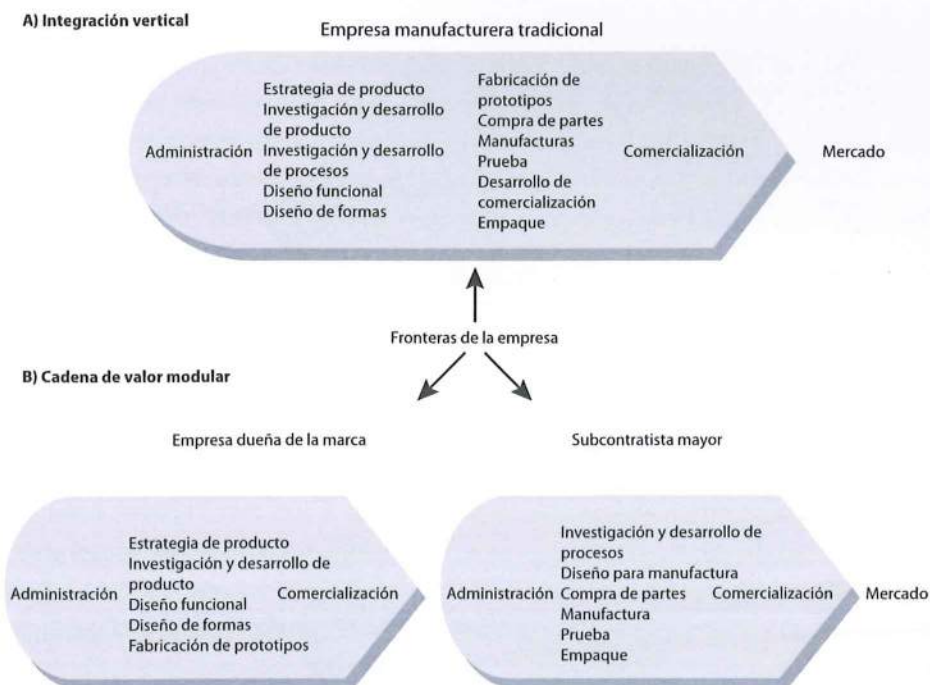 A) Integración vertical
Empresa manufacturera tradicional
Administración
Estrategia de producto
Investigación y desarrollo
de producto
Investigación y desarrollo
de procesos
Diseño funcional
Diseño de formas
Fabricación de
prototipos
Compra de partes
Manufacturas
Prueba
Desarrollo de
comercialización
Empaque
Comercialización
Mercado
Fronteras de la empresa
B) Cadena de valor modular
Empresa dueña de la marca
Administración
Estrategia de producto
Investigación y desarrollo de
producto
Diseño funcional
Diseño de formas
Fabricación de prototipos
Comercialización
Subcontratista mayor
Administración
Investigación y desarrollo de
procesos
Diseño para manufactura
Compra de partes
Manufactura
Prueba
Empaque
Comercialización
Mercado